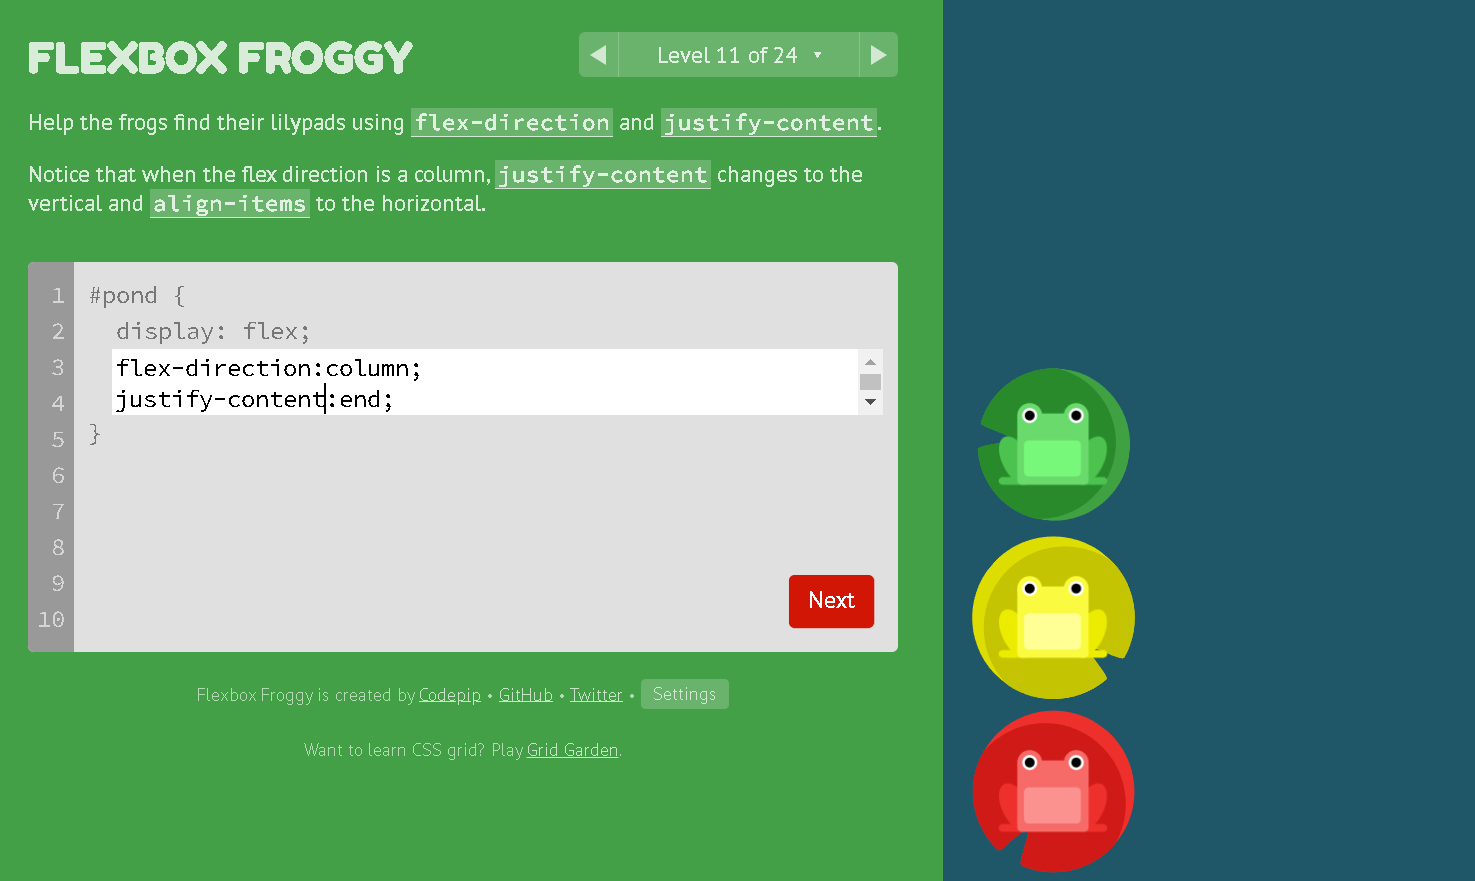 FLEXBOX FROGGY
◀ Level 11 of 24 ▾ ▶
Help the frogs find their lilypads using flex-direction and justify-content.
Notice that when the flex direction is a column, justify-content changes to the
vertical and align-items to the horizontal.
1 #pond {
2 display: flex;
3 flex-direction:column;
4 justify-content:end;
5 }
6
7
8
9
10
Next
Flexbox Froggy is created by Codepip • GitHub • Twitter • Settings
Want to learn CSS grid? Play Grid Garden.